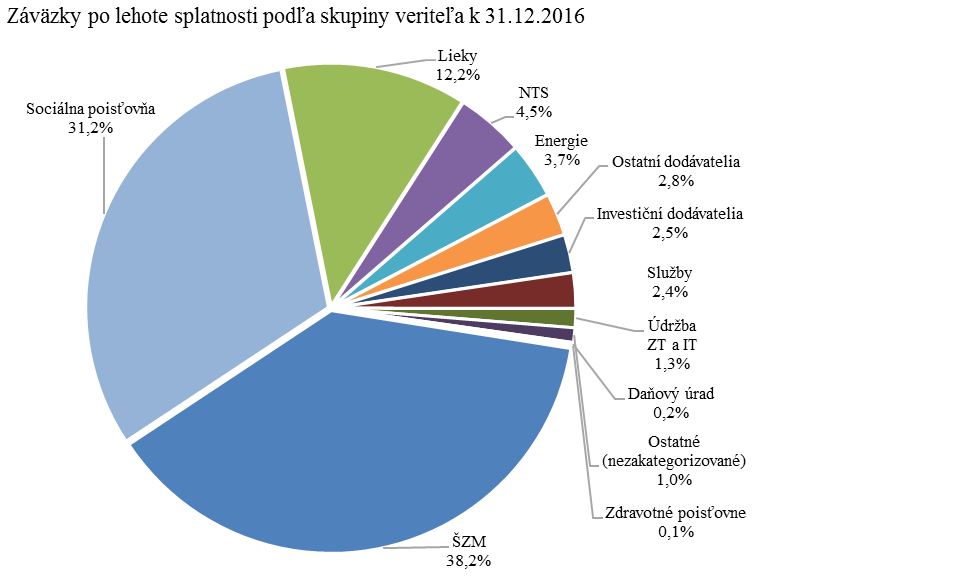 Záväzky po lehote splatnosti podľa skupiny veriteľa k 31.12.2016
Lieky
12,2%
NTS
4,5%
Energie
3,7%
Ostatní dodávatelia
2,8%
Investiční dodávatelia
2,5%
Služby
2,4%
Údržba
ZT a IT
1,3%
Daňový úrad
0,2%
Ostatné
(nezakategorizované)
1,0%
Zdravotné poisťovne
0,1%
ŠZM
38,2%
Sociálna poisťovňa
31,2%